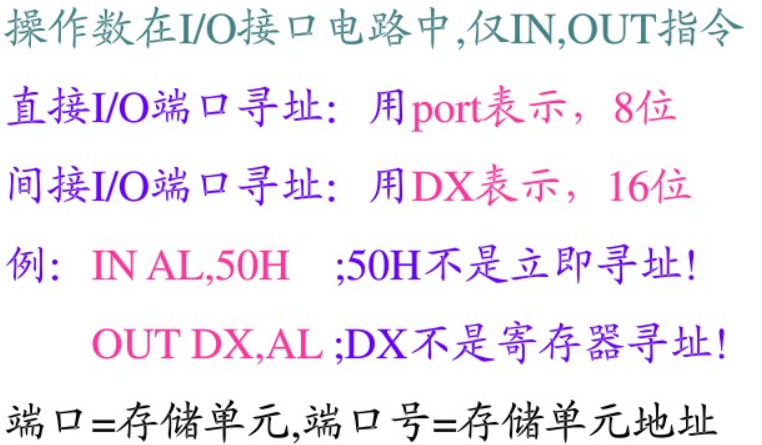 操作数在I/O接口电路中,仅IN,OUT指令
直接I/O端口寻址：用port表示，8位
间接I/O端口寻址：用DX表示，16位
例：IN AL,50H ;50H不是立即寻址!
OUT DX,AL ;DX不是寄存器寻址!
端口=存储单元,端口号=存储单元地址